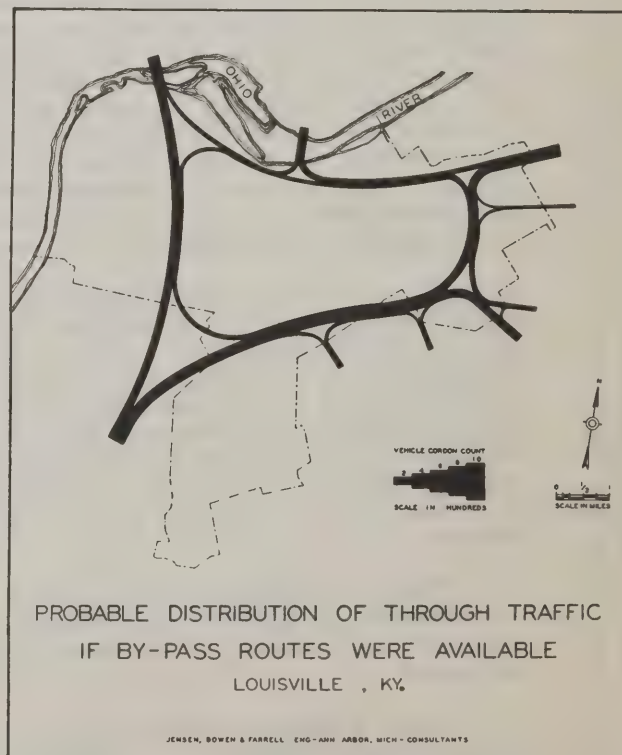 OHIO
RIVER
N
VEHICLE CORDON COUNT
2 4 6 8 10
SCALE IN HUNDREDS
0 1/2 1
SCALE IN MILES
PROBABLE DISTRIBUTION OF THROUGH TRAFFIC
IF BY-PASS ROUTES WERE AVAILABLE
LOUISVILLE , KY.
JENSEN, BOWEN & FARRELL ENG-ANN ARBOR, MICH-CONSULTANTS